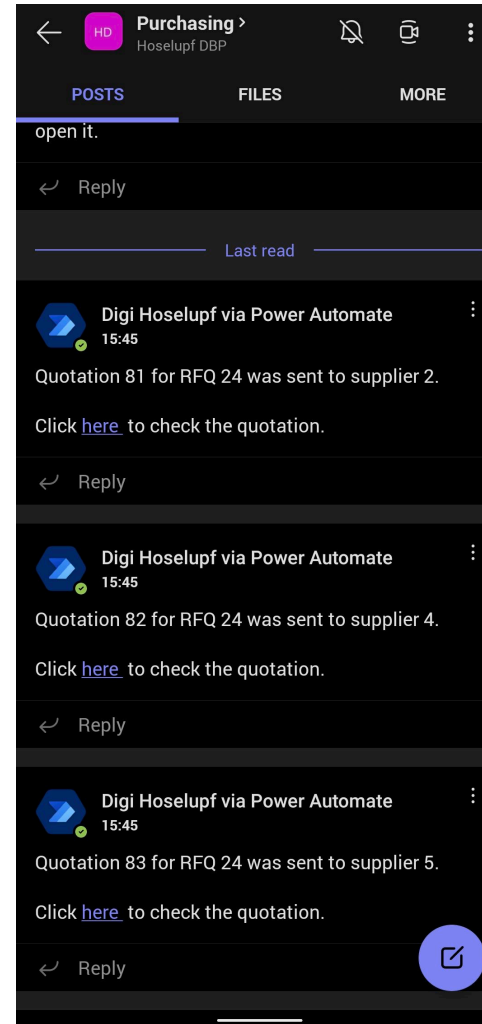 HD
Purchasing >
Hoselupf DBP
POSTS FILES MORE
open it.
Reply
Last read
Digi Hoselupf via Power Automate
15:45
Quotation 81 for RFQ 24 was sent to supplier 2.
Click here to check the quotation.
Reply
Digi Hoselupf via Power Automate
15:45
Quotation 82 for RFQ 24 was sent to supplier 4.
Click here to check the quotation.
Reply
Digi Hoselupf via Power Automate
15:45
Quotation 83 for RFQ 24 was sent to supplier 5.
Click here to check the quotation.
Reply